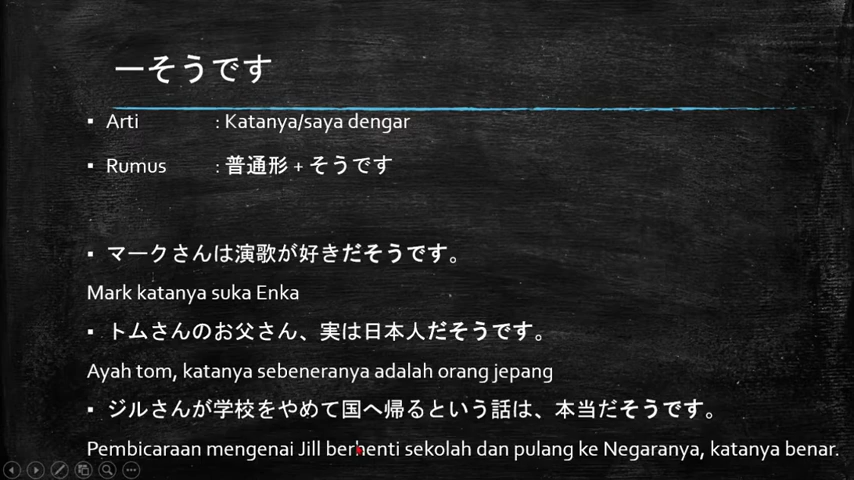 ーそうです
▪ Arti : Katanya/saya dengar
▪ Rumus : 普通形 + そうです
▪ マークさんは演歌が好きだそうです。
Mark katanya suka Enka
▪ トムさんのお父さん、実は日本人だそうです。
Ayah tom, katanya sebeneranya adalah orang jepang
▪ ジルさんが学校をやめて国へ帰るという話は、本当だそうです。
Pembicaraan mengenai Jill berhenti sekolah dan pulang ke Negaranya, katanya benar.